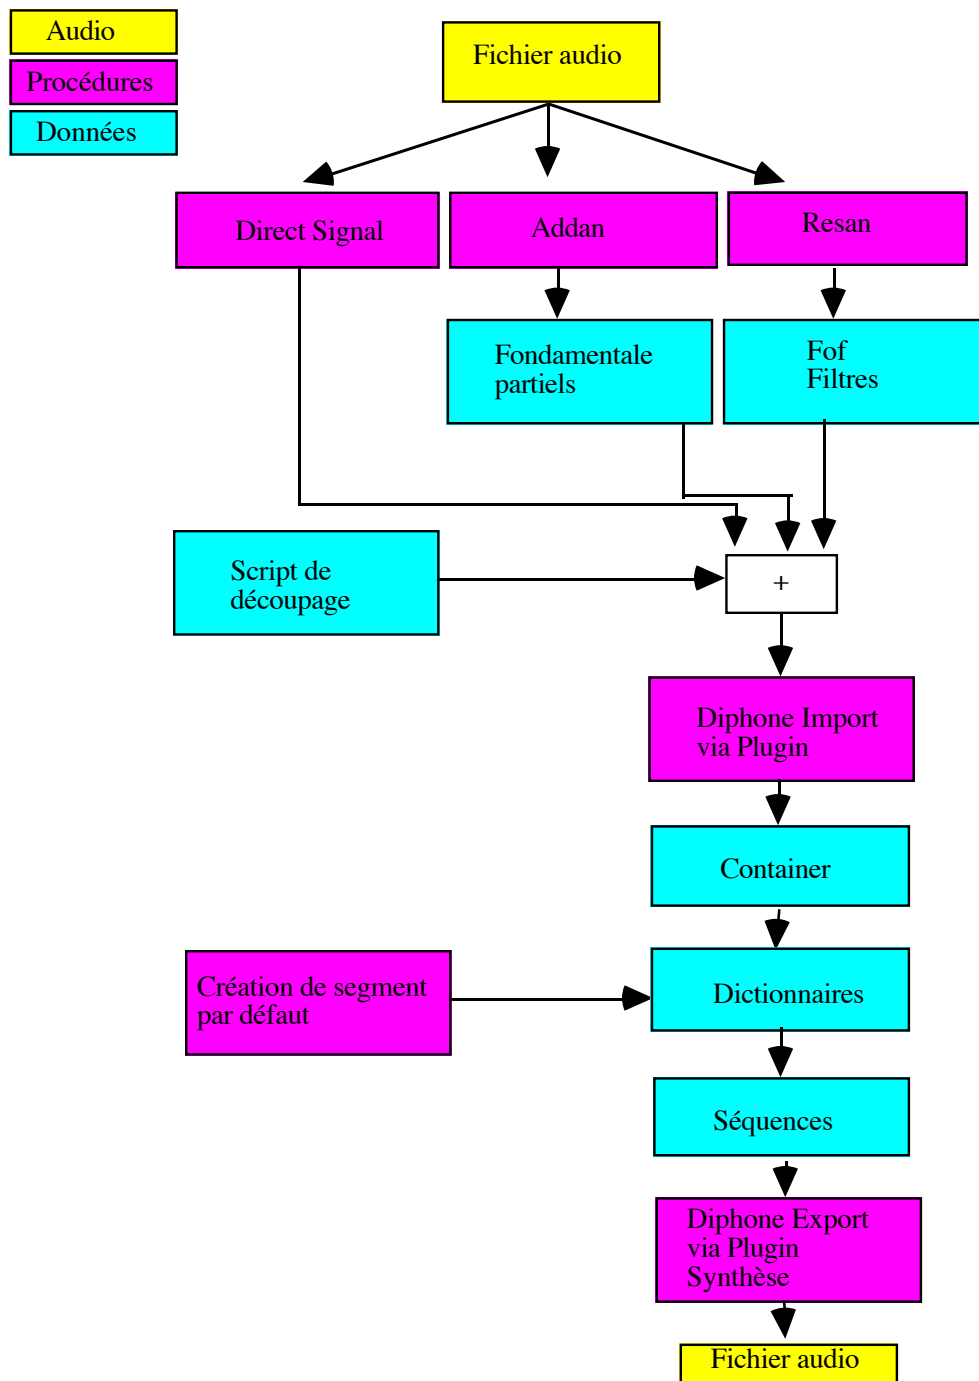 Audio
Procédures
Données
Fichier audio
Direct Signal
Addan
Resan
Fondamentale
partiels
Fof
Filtres
Script de
découpage
+
Diphone Import
via Plugin
Container
Création de segment
par défaut
Dictionnaires
Séquences
Diphone Export
via Plugin
Synthèse
Fichier audio